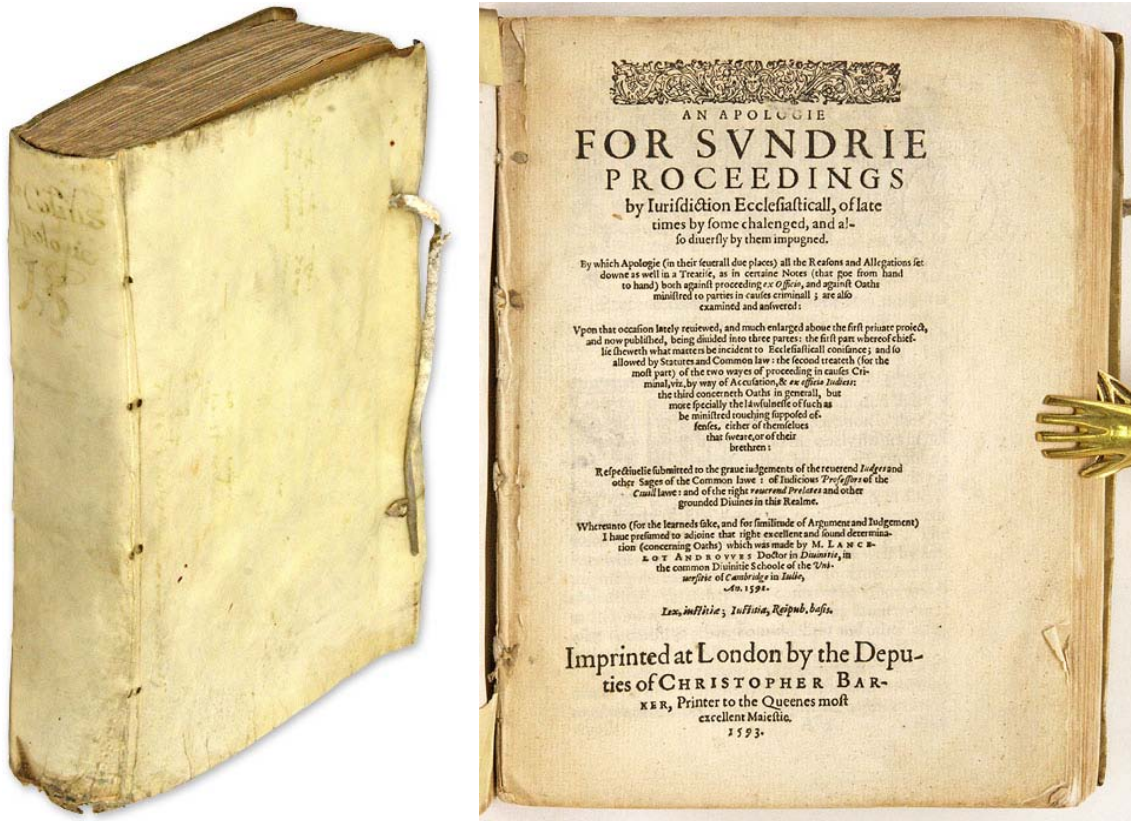 AN APOLOGIE
FOR SVNDRIE
PROCEEDINGS
by Iurisdiction Ecclesiasticall, of late
times by some chalenged, and al-
so diuersly by them impugned.
By which Apologie (in their seuerall due places) all the Reasons and Allegations set
downe as well in a Treatise, as in certaine Notes (that goe from hand
to hand) both against proceeding ex Officio, and against Oaths
ministred to parties in causes criminall ; are also
examined and answered:
Vpon that occasion lately reuiewed, and much enlarged aboue the first priuate proiect,
and now published, being diuided into three partes: the first part whereof chief-
lie sheweth what matters be incident to Ecclesiasticall conisance; and so
allowed by Statutes and Common law: the second treateth (for the
most part) of the two wayes of proceeding in causes Cri-
minal, viz. by way of Accusation, & ex officio Iudicis:
the third concerneth Oaths in generall, but
more specially the lawfulnesse of such as
be ministred touching supposed of-
fenses, either of themselues
that sweare, or of their
brethren:
Respectiuelie submitted to the graue iudgements of the reuerend Iudges and
other Sages of the Common lawe : of Iudicious Professors of the
Ciuill lawe: and of the right reuerend Prelates and other
grounded Diuines in this Realme.
Whereunto (for the learneds sake, and for similitude of Argument and Iudgement)
I haue presumed to adioine that right excellent and sound determina-
tion (concerning Oaths) which was made by M. LANCE-
LOT ANDROVVES Doctor in Diuinitie, in
the common Diuinitie Schoole of the Vni-
uersitie of Cambridge in Iulie,
An. 1591.
Lex, iustitiæ; Iustitia, Reipub. basis.
Imprinted at London by the Depu-
ties of CHRISTOPHER BAR-
KER, Printer to the Queenes most
excellent Maiestie.
1593.